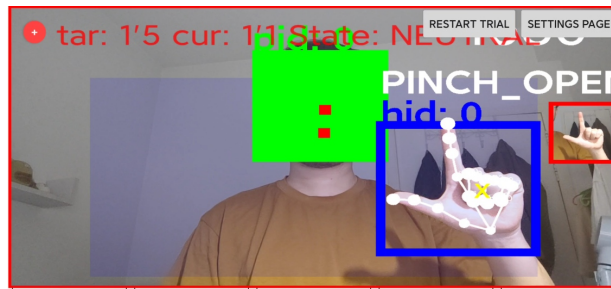 RESTART TRIAL
SETTINGS PAGE
tar: 1'5 cur: 1'1 State: NEUTRAL
PINCH_OPEN
hid: 0